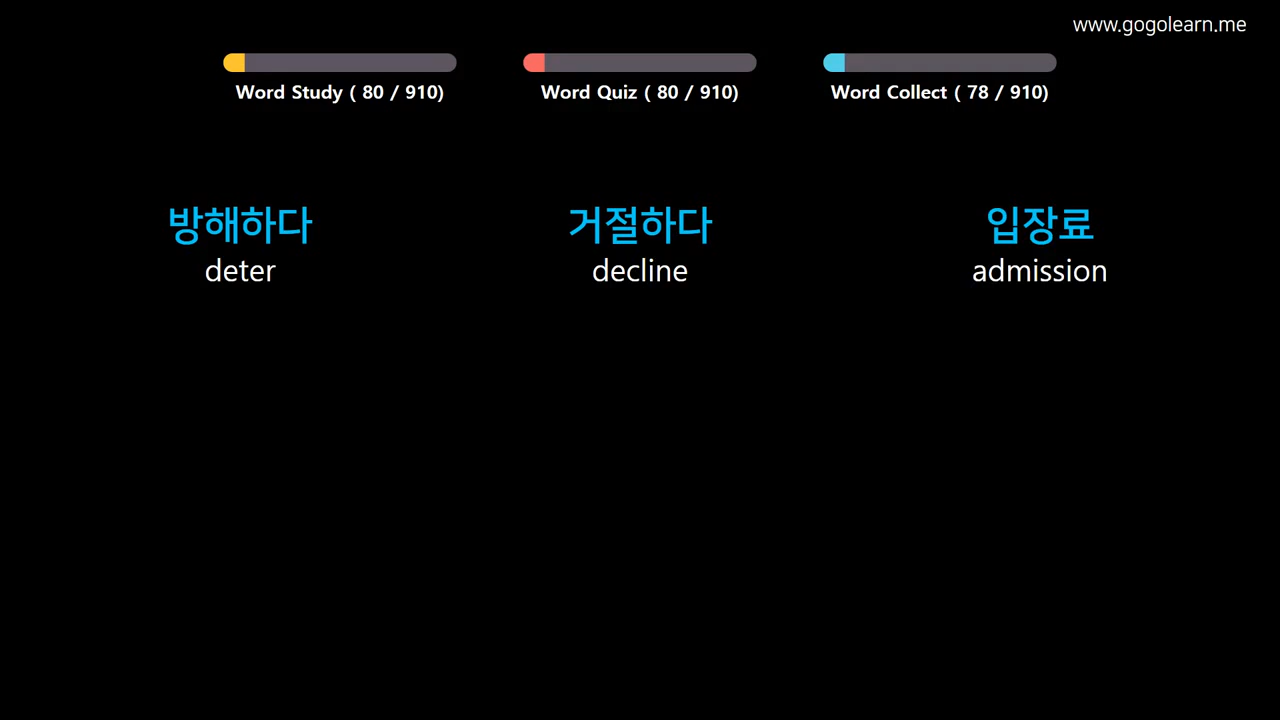 www.gogolearn.me
Word Study ( 80 / 910)
Word Quiz ( 80 / 910)
Word Collect ( 78 / 910)
방해하다
deter
거절하다
decline
입장료
admission